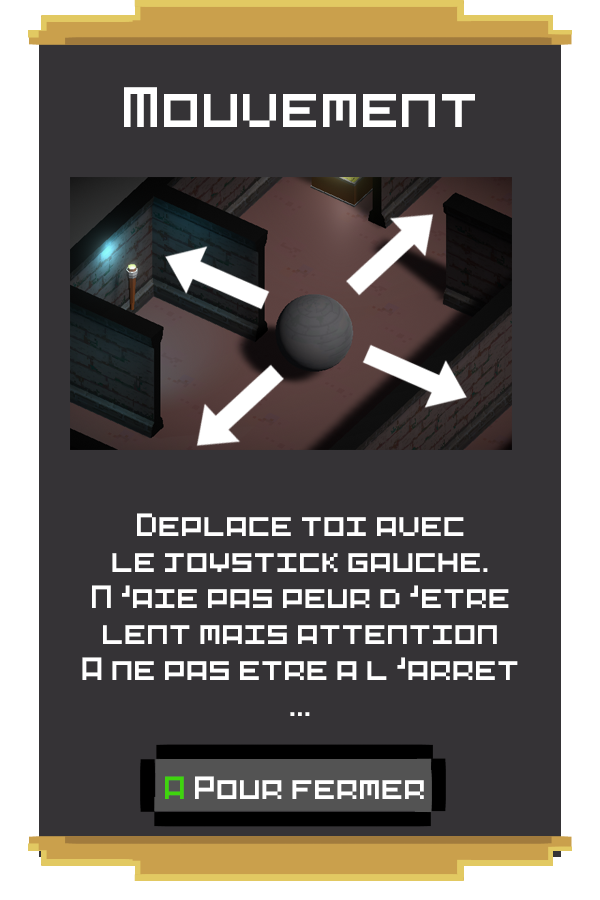 Mouvement
Deplace toi avec
le joystick gauche.
N 'aie pas peur d 'etre
lent mais attention
A ne pas etre a l 'arret
...
A Pour fermer